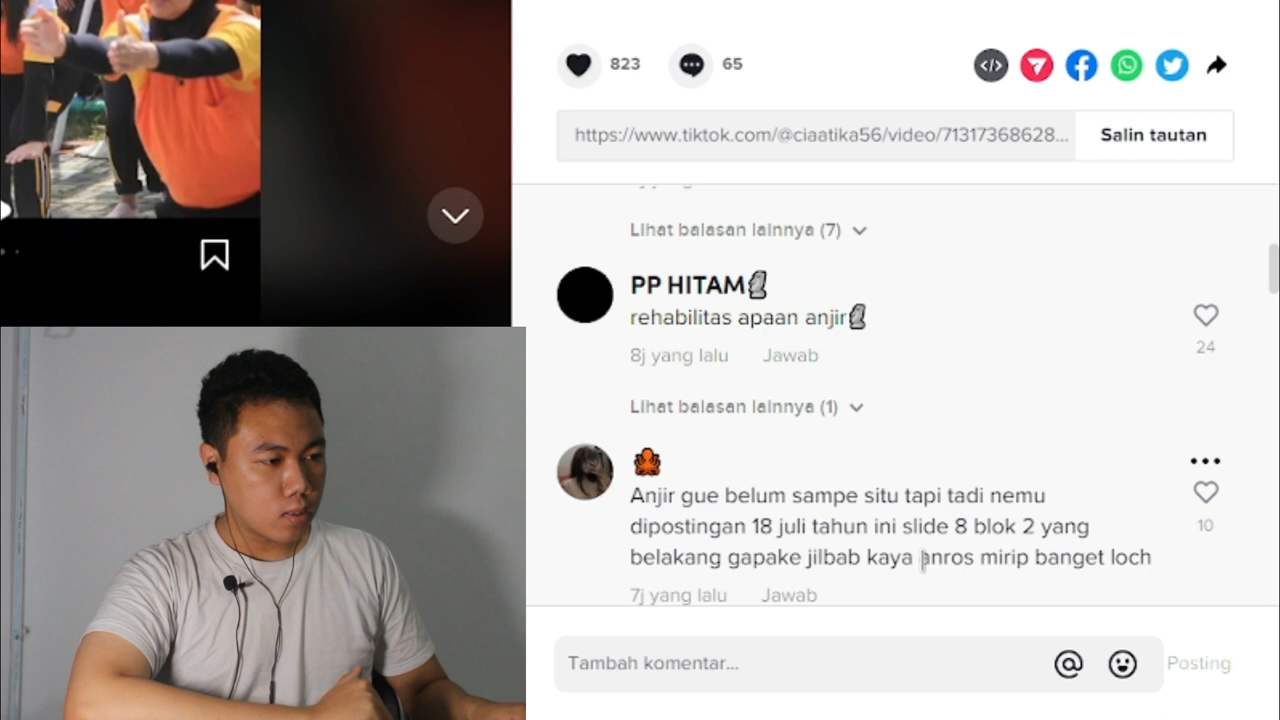 823
65
https://www.tiktok.com/@ciaatika56/video/71317368628...
Salin tautan
Lihat balasan lainnya (7)
PP HITAM🗿
rehabilitas apaan anjir🗿
24
8j yang lalu Jawab
Lihat balasan lainnya (1)
🐙
Anjir gue belum sampe situ tapi tadi nemu
dipostingan 18 juli tahun ini slide 8 blok 2 yang
belakang gapake jilbab kaya anros mirip banget loch
10
7j yang lalu Jawab
Tambah komentar...
Posting